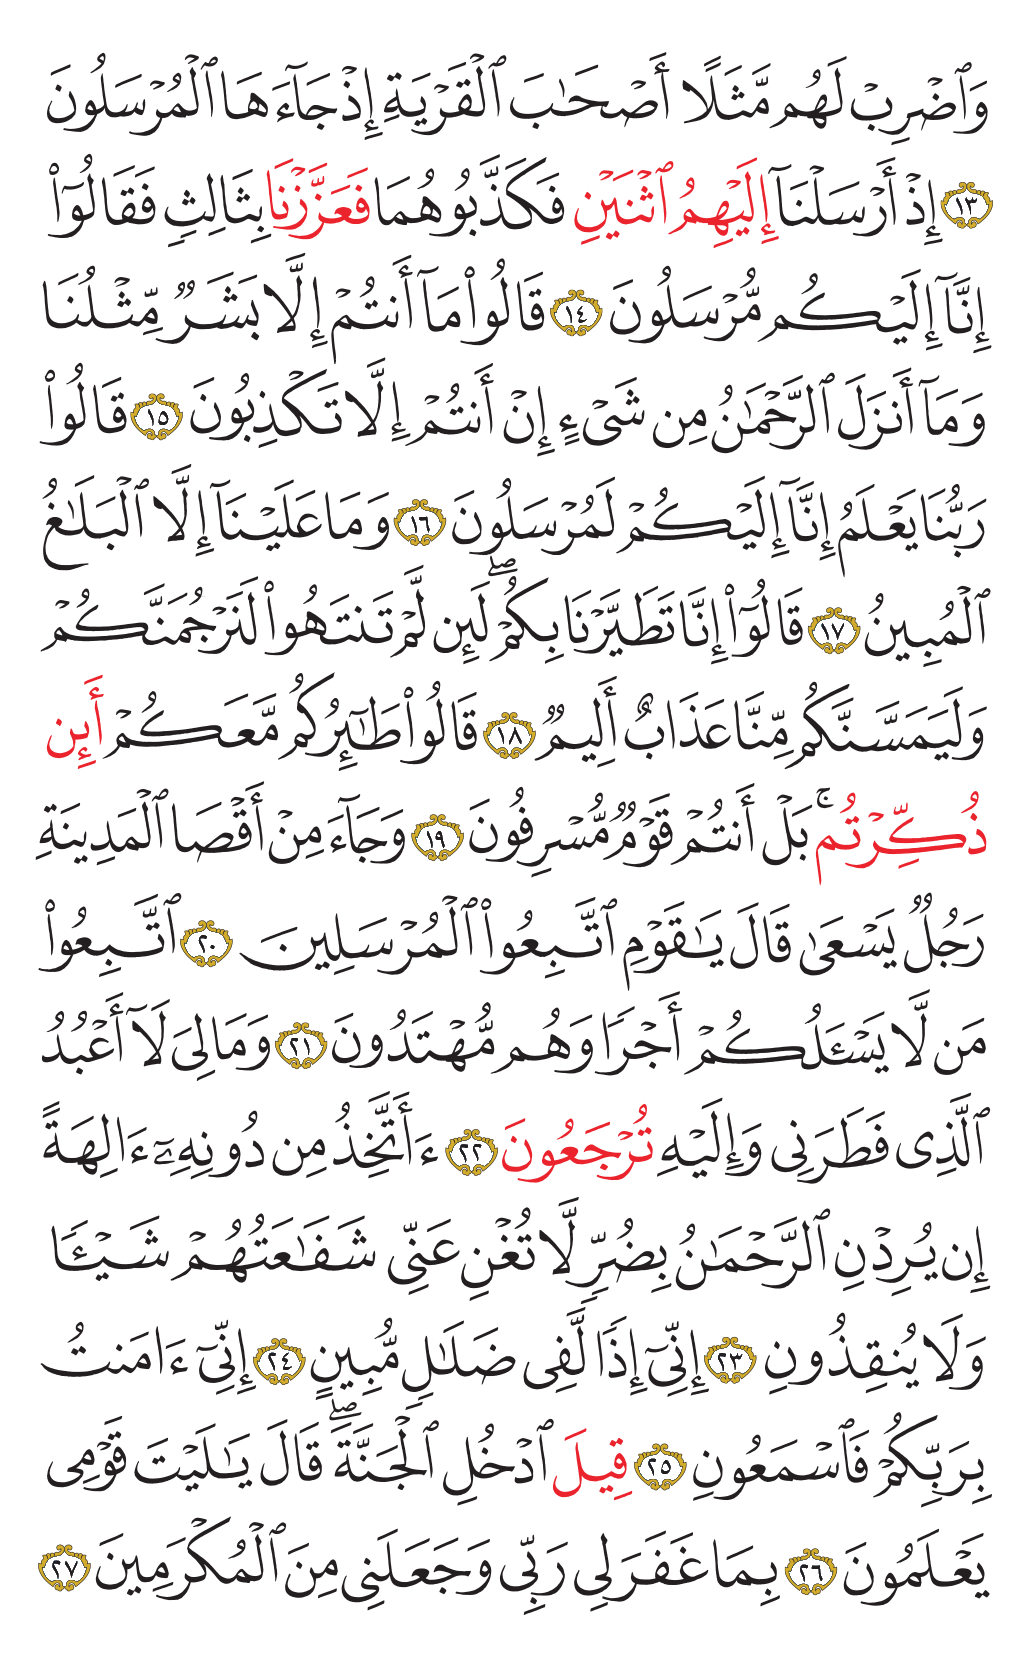 وَٱضۡرِبۡ لَهُم مَّثَلًا أَصۡحَٰبَ ٱلۡقَرۡيَةِ إِذۡ جَآءَهَا ٱلۡمُرۡسَلُونَ
١٣ إِذۡ أَرۡسَلۡنَآ إِلَيۡهِمُ ٱثۡنَيۡنِ فَكَذَّبُوهُمَا فَعَزَّزۡنَا بِثَالِثٖ فَقَالُوٓاْ
إِنَّآ إِلَيۡكُم مُّرۡسَلُونَ ١٤ قَالُواْ مَآ أَنتُمۡ إِلَّا بَشَرٞ مِّثۡلُنَا
وَمَآ أَنزَلَ ٱلرَّحۡمَٰنُ مِن شَيۡءٍ إِنۡ أَنتُمۡ إِلَّا تَكۡذِبُونَ ١٥ قَالُواْ
رَبُّنَا يَعۡلَمُ إِنَّآ إِلَيۡكُمۡ لَمُرۡسَلُونَ ١٦ وَمَا عَلَيۡنَآ إِلَّا ٱلۡبَلَٰغُ
ٱلۡمُبِينُ ١٧ قَالُوٓاْ إِنَّا تَطَيَّرۡنَا بِكُمۡۖ لَئِن لَّمۡ تَنتَهُواْ لَنَرۡجُمَنَّكُمۡ
وَلَيَمَسَّنَّكُم مِّنَّا عَذَابٌ أَلِيمٞ ١٨ قَالُواْ طَٰٓئِرُكُم مَّعَكُمۡ أَئِن
ذُكِّرۡتُمۚ بَلۡ أَنتُمۡ قَوۡمٞ مُّسۡرِفُونَ ١٩ وَجَآءَ مِنۡ أَقۡصَا ٱلۡمَدِينَةِ
رَجُلٞ يَسۡعَىٰ قَالَ يَٰقَوۡمِ ٱتَّبِعُواْ ٱلۡمُرۡسَلِينَ ٢٠ ٱتَّبِعُواْ
مَن لَّا يَسۡـَٔلُكُمۡ أَجۡرٗا وَهُم مُّهۡتَدُونَ ٢١ وَمَا لِيَ لَآ أَعۡبُدُ
ٱلَّذِي فَطَرَنِي وَإِلَيۡهِ تُرۡجَعُونَ ٢٢ ءَأَتَّخِذُ مِن دُونِهِۦٓ ءَالِهَةً
إِن يُرِدۡنِ ٱلرَّحۡمَٰنُ بِضُرّٖ لَّا تُغۡنِ عَنِّي شَفَٰعَتُهُمۡ شَيۡـٔٗا
وَلَا يُنقِذُونِ ٢٣ إِنِّيٓ إِذٗا لَّفِي ضَلَٰلٖ مُّبِينٍ ٢٤ إِنِّيٓ ءَامَنتُ
بِرَبِّكُمۡ فَٱسۡمَعُونِ ٢٥ قِيلَ ٱدۡخُلِ ٱلۡجَنَّةَۖ قَالَ يَٰلَيۡتَ قَوۡمِي
يَعۡلَمُونَ ٢٦ بِمَا غَفَرَ لِي رَبِّي وَجَعَلَنِي مِنَ ٱلۡمُكۡرَمِينَ ٢٧